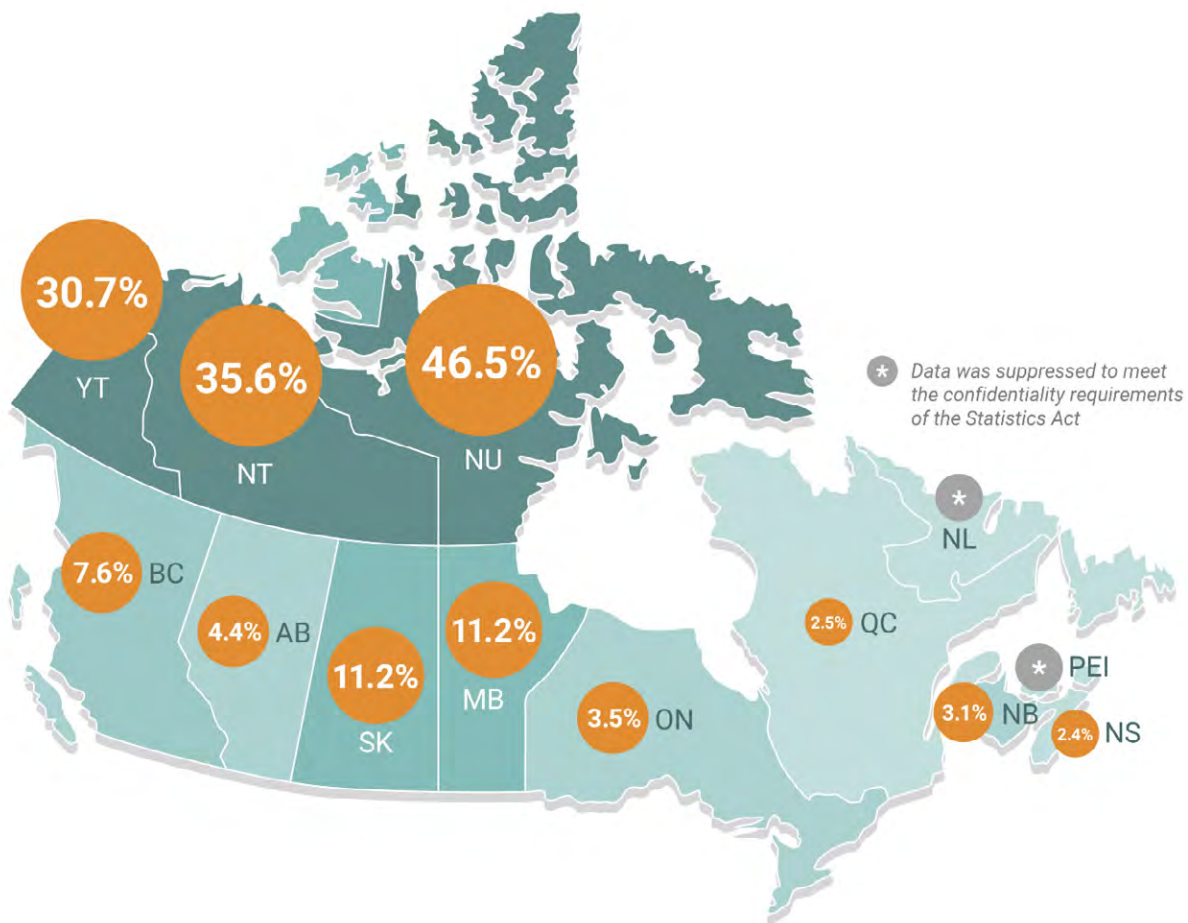 30.7%
YT
35.6%
NT
46.5%
NU
* Data was suppressed to meet
the confidentiality requirements
of the Statistics Act
*
NL
7.6% BC
4.4% AB
11.2%
SK
11.2%
MB
3.5% ON
2.5% QC
* PEI
3.1% NB
2.4% NS